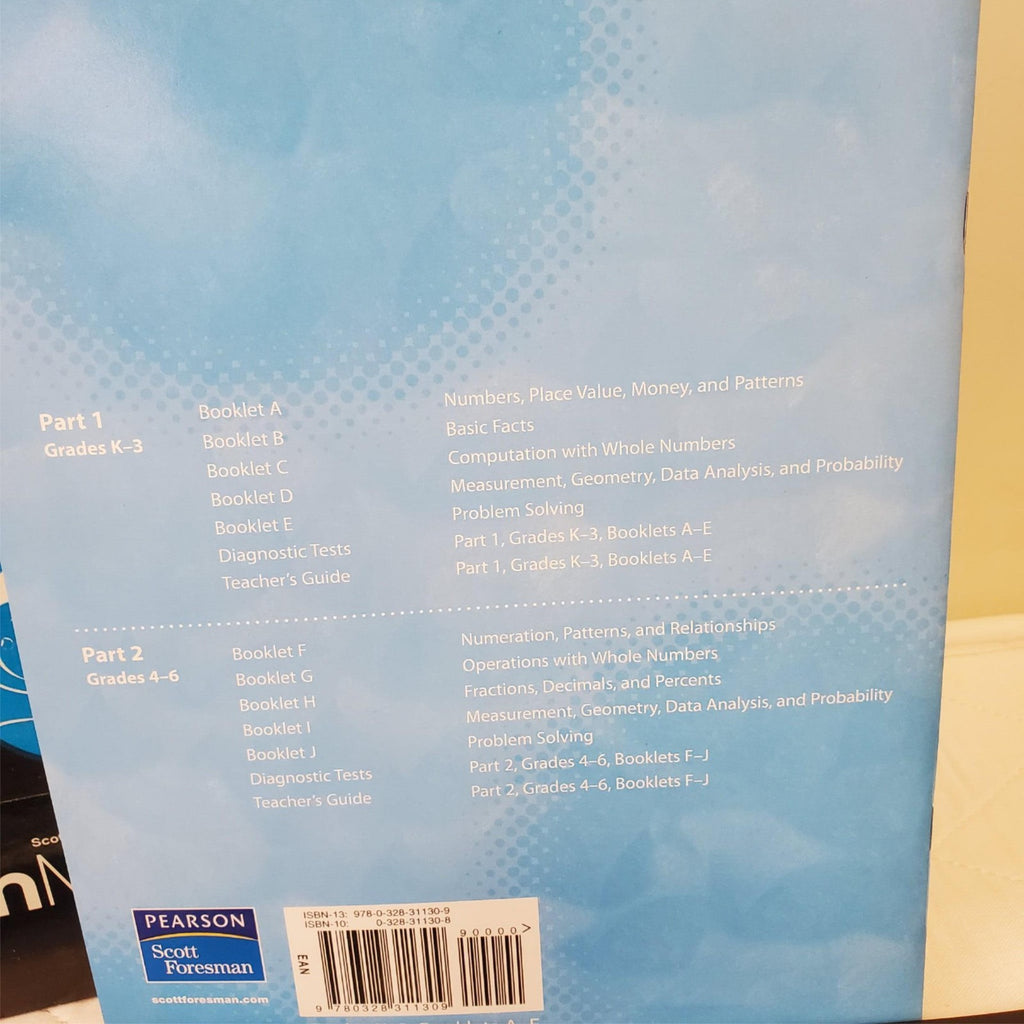 Part 1
Grades K–3
Booklet A Numbers, Place Value, Money, and Patterns
Booklet B Basic Facts
Booklet C Computation with Whole Numbers
Booklet D Measurement, Geometry, Data Analysis, and Probability
Booklet E Problem Solving
Diagnostic Tests Part 1, Grades K–3, Booklets A–E
Teacher's Guide Part 1, Grades K–3, Booklets A–E
Part 2
Grades 4–6
Booklet F Numeration, Patterns, and Relationships
Booklet G Operations with Whole Numbers
Booklet H Fractions, Decimals, and Percents
Booklet I Measurement, Geometry, Data Analysis, and Probability
Booklet J Problem Solving
Diagnostic Tests Part 2, Grades 4–6, Booklets F–J
Teacher's Guide Part 2, Grades 4–6, Booklets F–J
PEARSON
Scott
Foresman
scottforesman.com
ISBN-13: 978-0-328-31130-9
ISBN-10: 0-328-31130-8
90000>
EAN
9 780328 311309